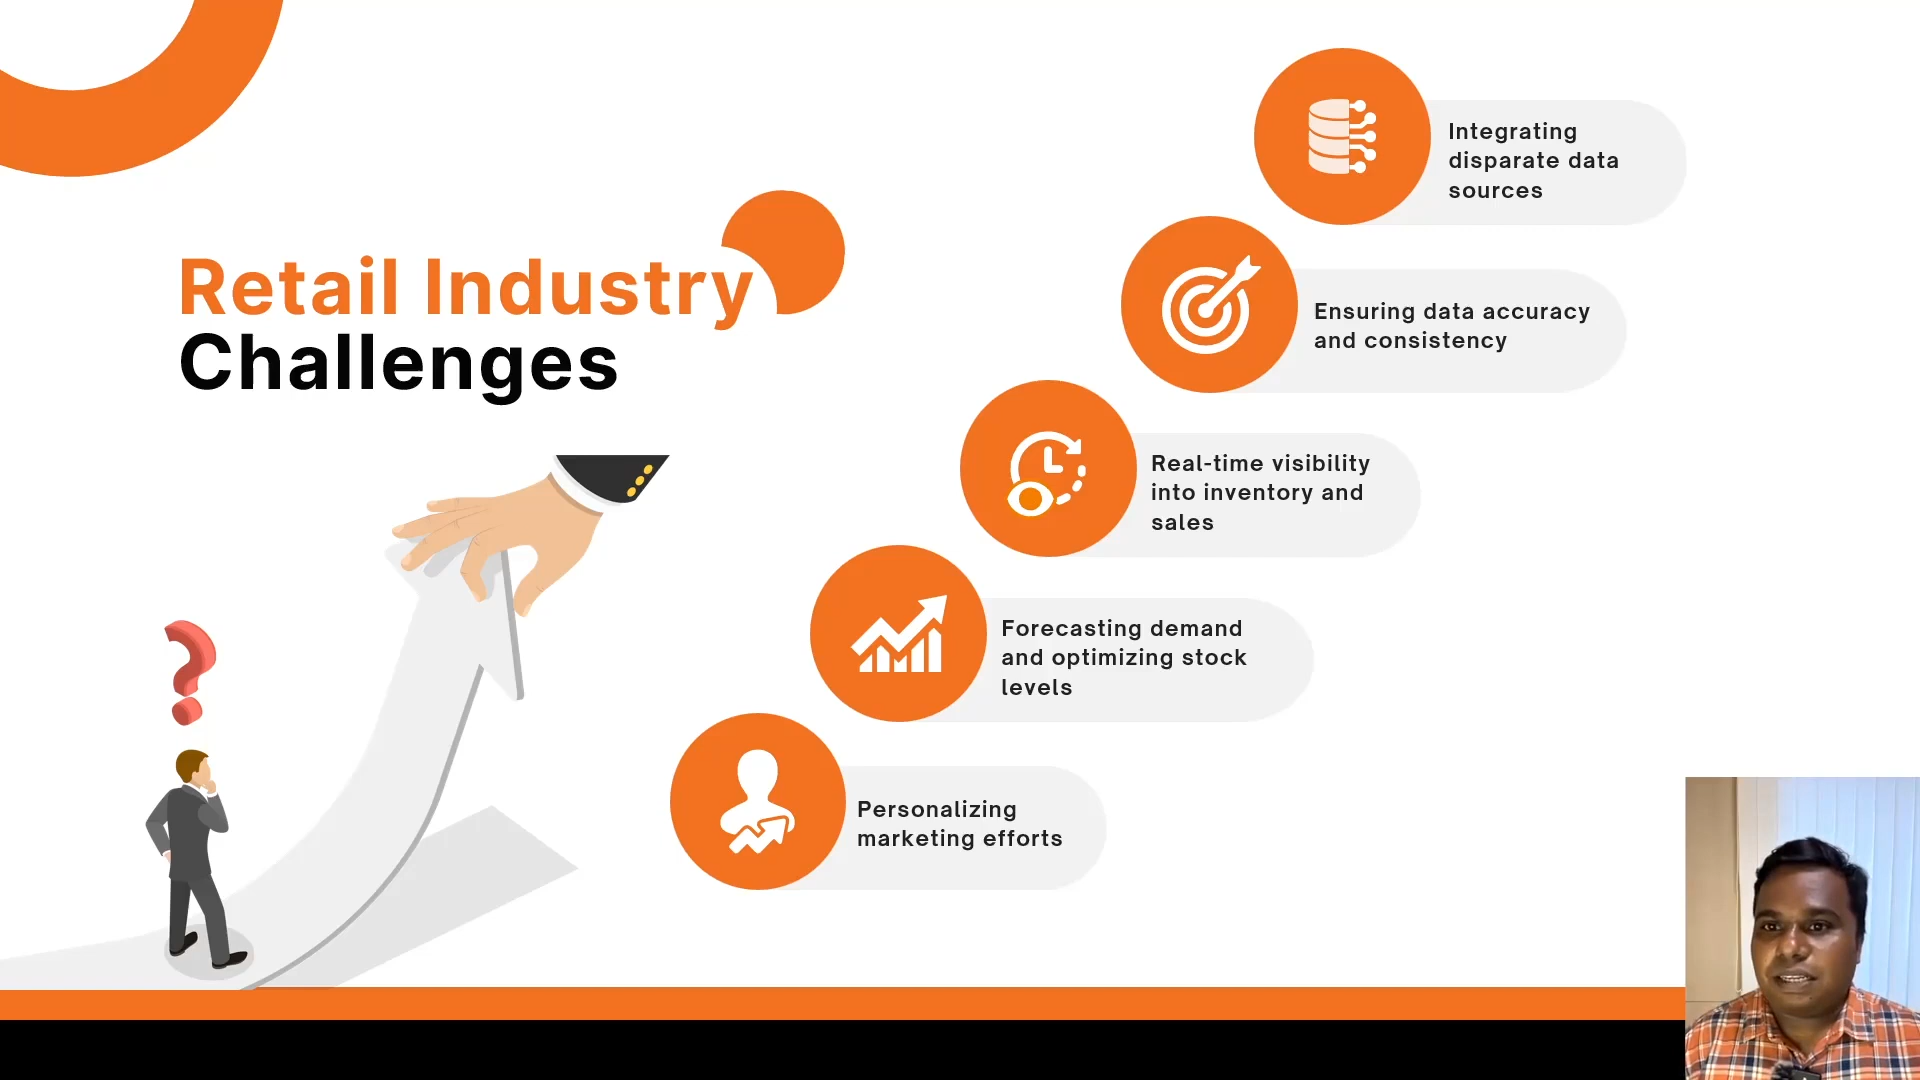 Retail Industry
Challenges
Integrating
disparate data
sources
Ensuring data accuracy
and consistency
Real-time visibility
into inventory and
sales
Forecasting demand
and optimizing stock
levels
Personalizing
marketing efforts